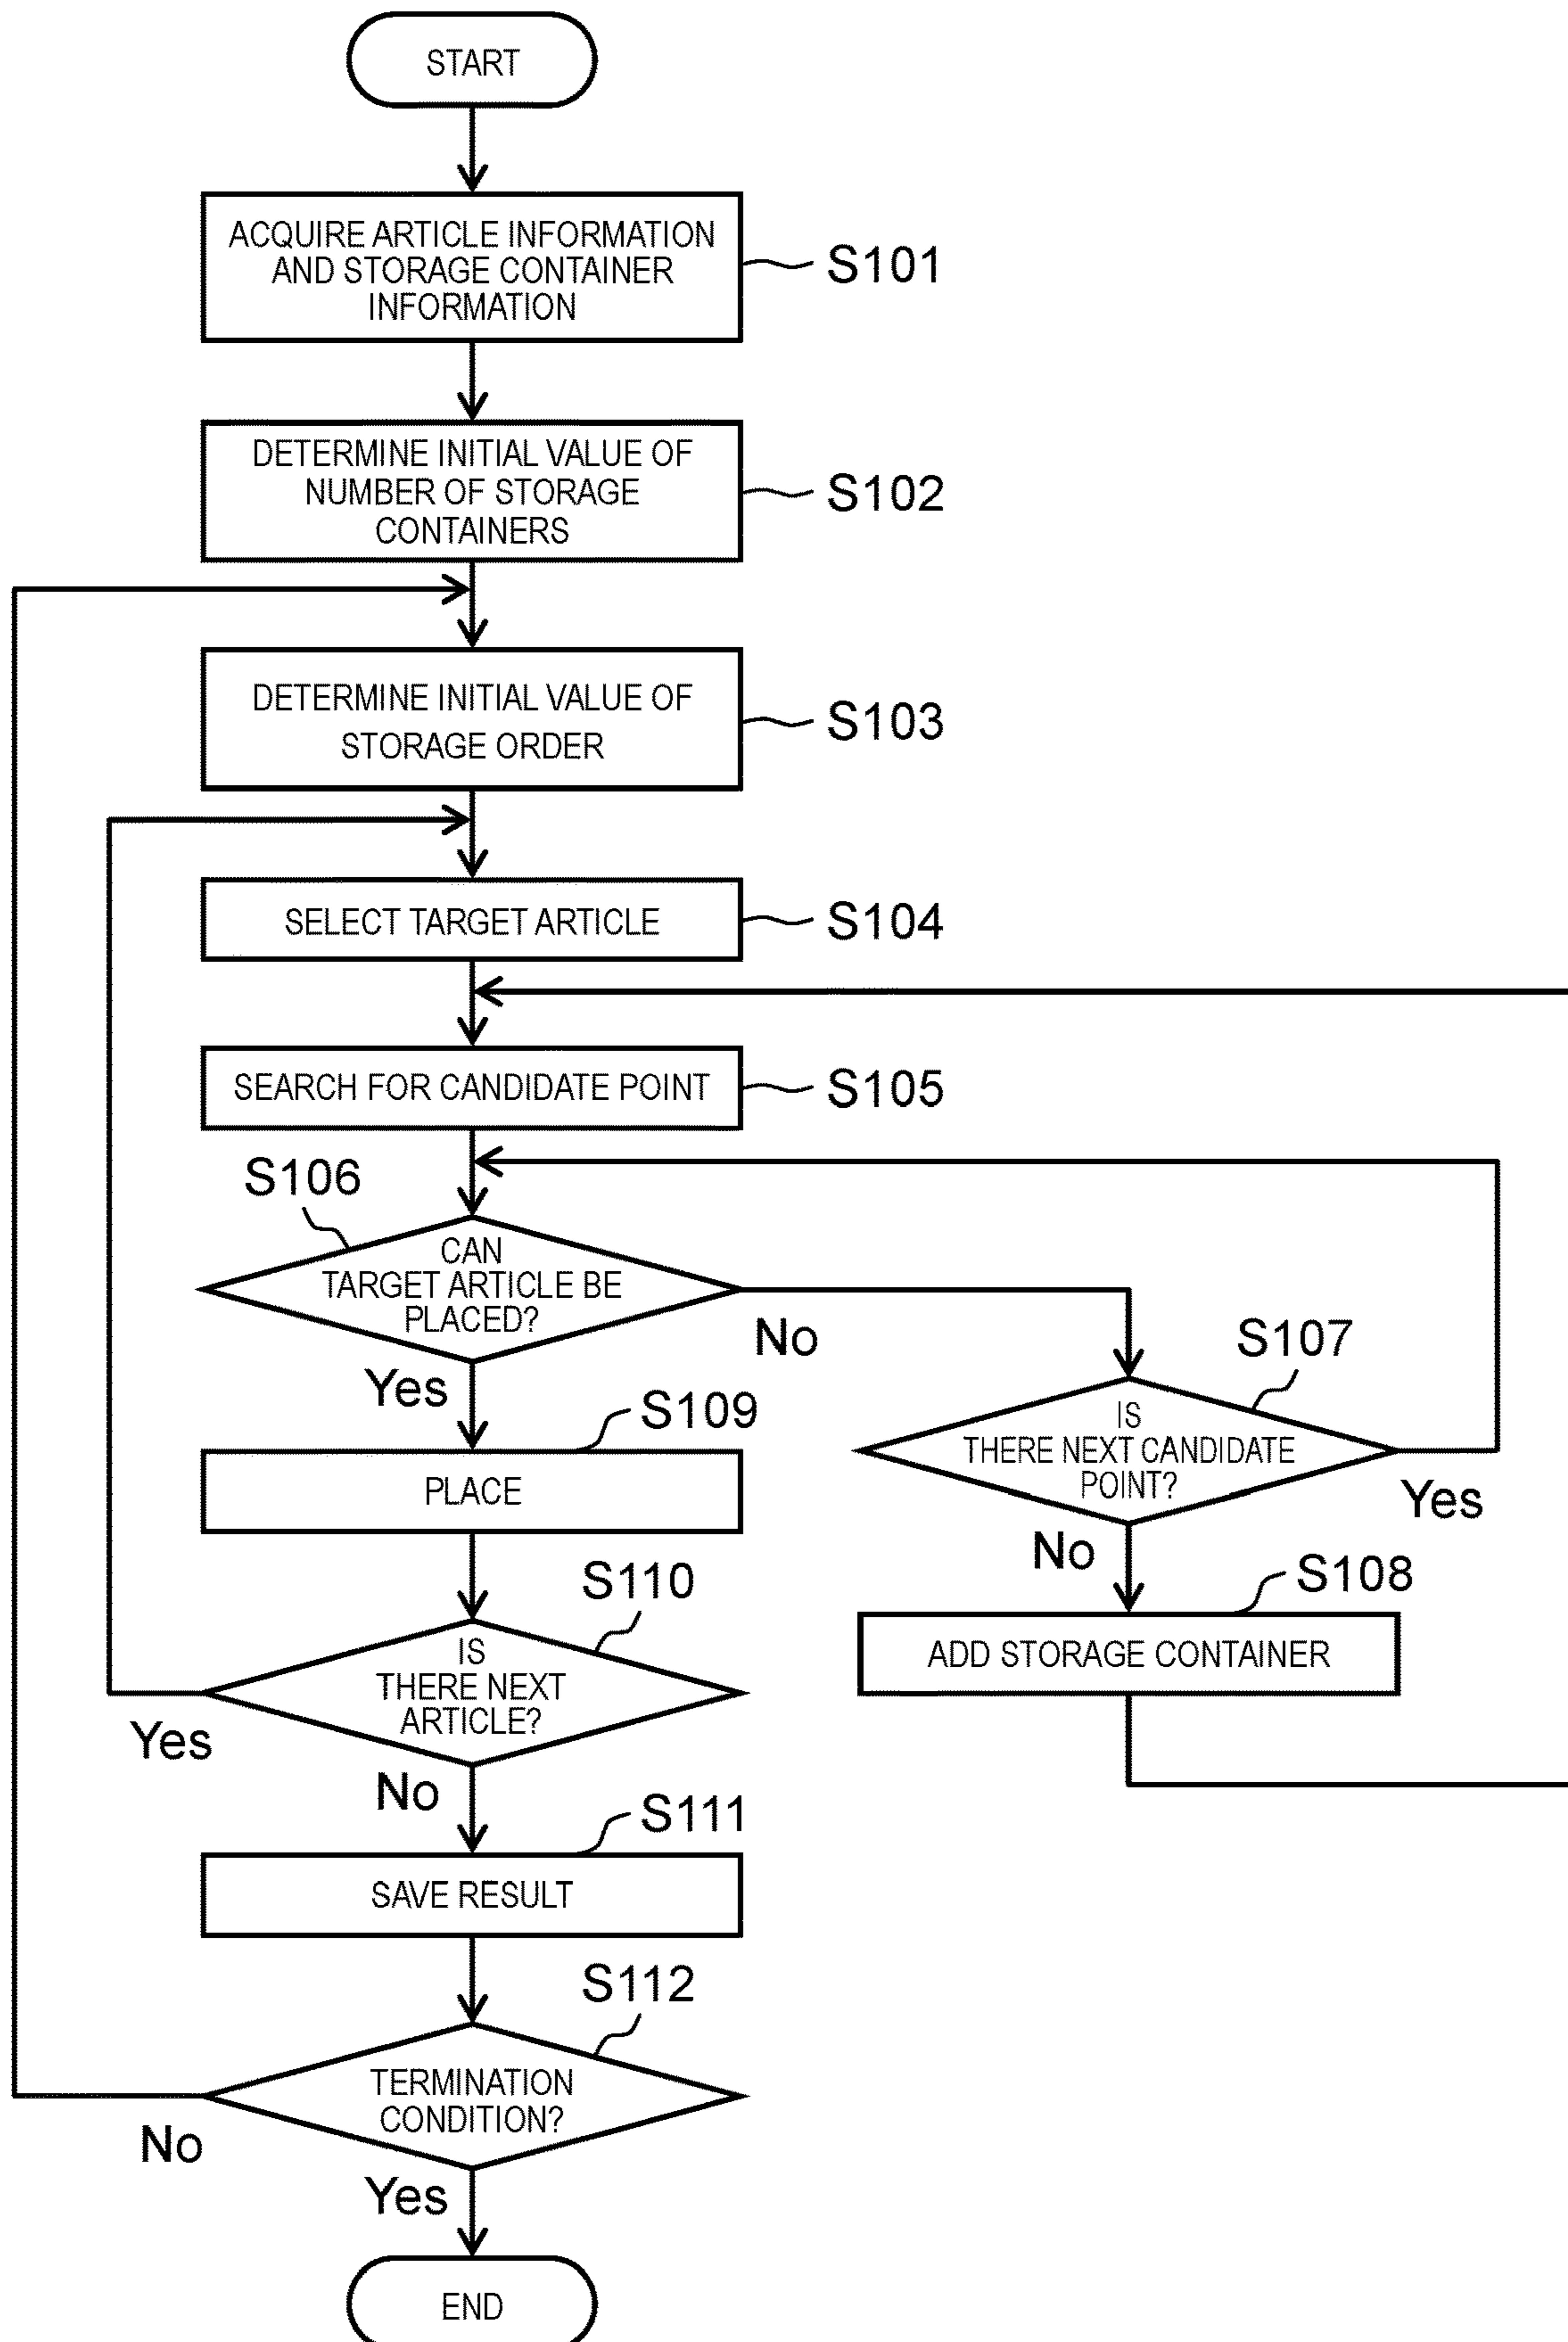 START
ACQUIRE ARTICLE INFORMATION
AND STORAGE CONTAINER
INFORMATION
S101
DETERMINE INITIAL VALUE OF
NUMBER OF STORAGE
CONTAINERS
S102
DETERMINE INITIAL VALUE OF
STORAGE ORDER
S103
SELECT TARGET ARTICLE
S104
SEARCH FOR CANDIDATE POINT
S105
S106
CAN
TARGET ARTICLE BE
PLACED?
No
Yes
S107
IS
THERE NEXT CANDIDATE
POINT?
Yes
No
S108
ADD STORAGE CONTAINER
S109
PLACE
S110
IS
THERE NEXT
ARTICLE?
Yes
No
S111
SAVE RESULT
S112
TERMINATION
CONDITION?
No
Yes
END